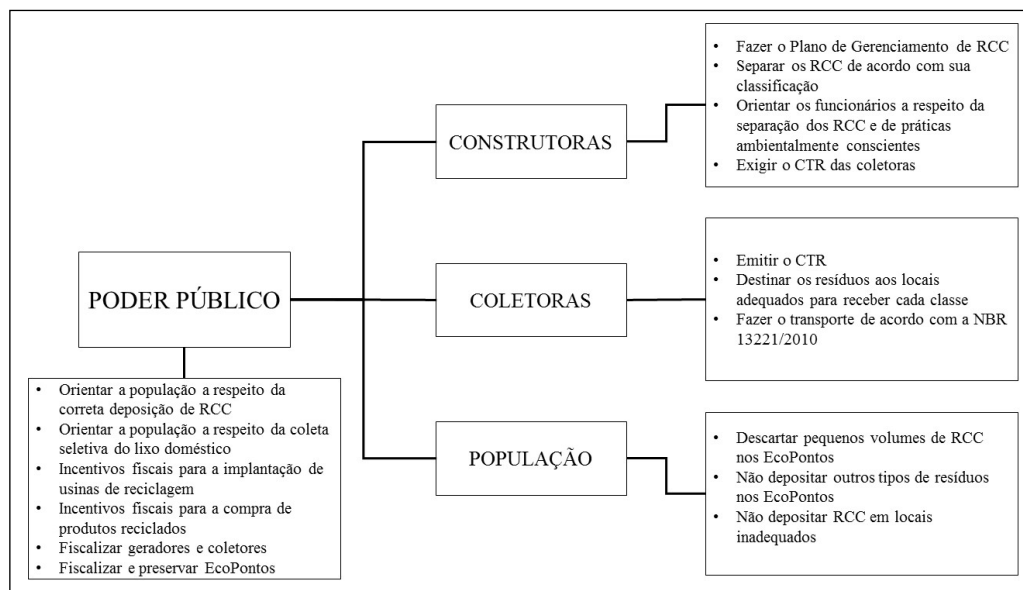 • Fazer o Plano de Gerenciamento de RCC
• Separar os RCC de acordo com sua
classificação
• Orientar os funcionários a respeito da
separação dos RCC e de práticas
ambientalmente conscientes
• Exigir o CTR das coletoras
CONSTRUTORAS
PODER PÚBLICO
COLETORAS
• Emitir o CTR
• Destinar os resíduos aos locais
adequados para receber cada classe
• Fazer o transporte de acordo com a NBR
13221/2010
• Orientar a população a respeito da
correta deposição de RCC
• Orientar a população a respeito da coleta
seletiva do lixo doméstico
• Incentivos fiscais para a implantação de
usinas de reciclagem
• Incentivos fiscais para a compra de
produtos reciclados
• Fiscalizar geradores e coletores
• Fiscalizar e preservar EcoPontos
POPULAÇÃO
• Descartar pequenos volumes de RCC
nos EcoPontos
• Não depositar outros tipos de resíduos
nos EcoPontos
• Não depositar RCC em locais
inadequados